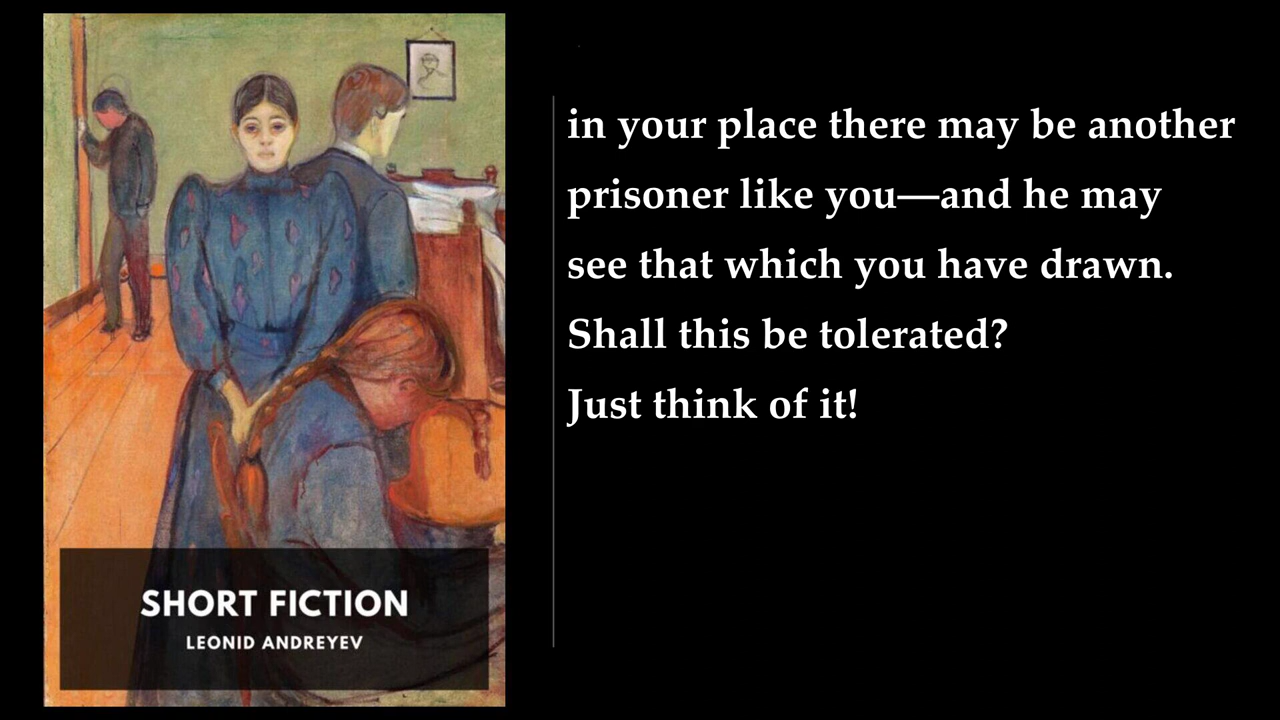 SHORT FICTION
LEONID ANDREYEV
in your place there may be another
prisoner like you—and he may
see that which you have drawn.
Shall this be tolerated?
Just think of it!